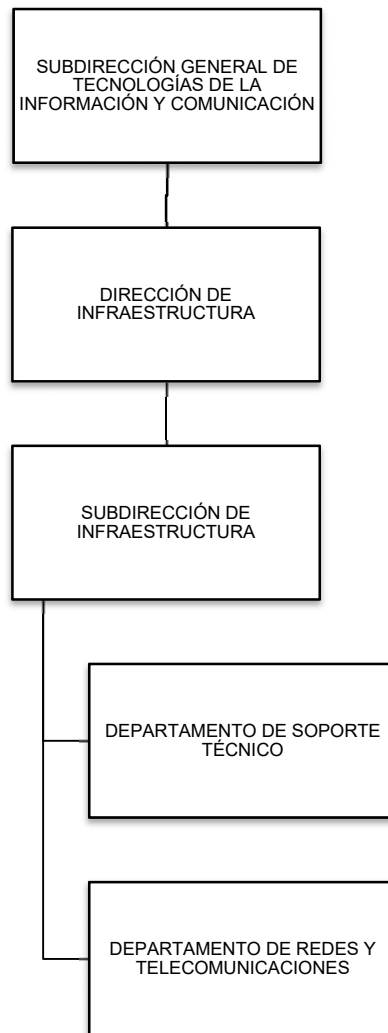 SUBDIRECCIÓN GENERAL DE
TECNOLOGÍAS DE LA
INFORMACIÓN Y COMUNICACIÓN
DIRECCIÓN DE
INFRAESTRUCTURA
SUBDIRECCIÓN DE
INFRAESTRUCTURA
DEPARTAMENTO DE SOPORTE
TÉCNICO
DEPARTAMENTO DE REDES Y
TELECOMUNICACIONES